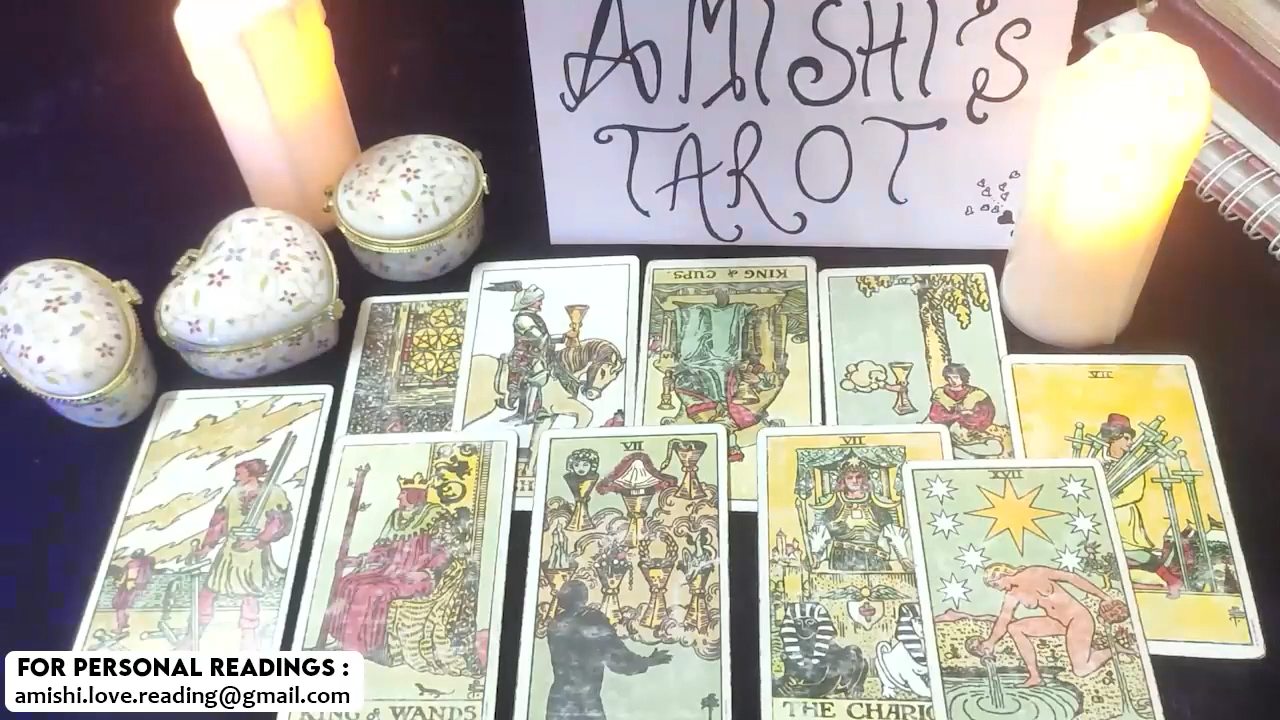 AMISHI'S
TAROT
KING of CUPS.
VII
VII
VII
XVII
V
KING of WANDS
THE CHARIO
FOR PERSONAL READINGS :
amishi.love.reading@gmail.com